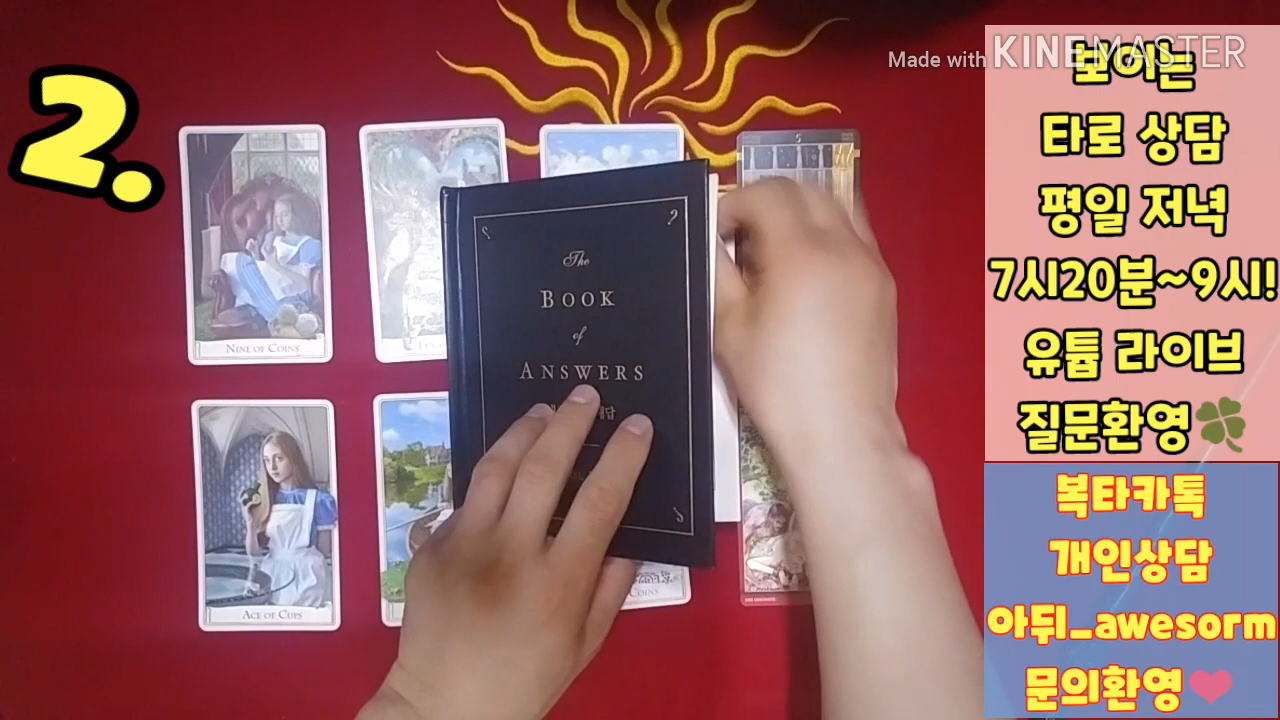 Made with KINEMASTER
2.
보이는
타로 상담
평일 저녁
7시20분~9시!
유튭 라이브
질문환영
복타카톡
개인상담
아뒤_awesorm
문의환영
The
BOOK
of
ANSWERS
NINE OF COINS
ACE OF CUPS
COINS
5